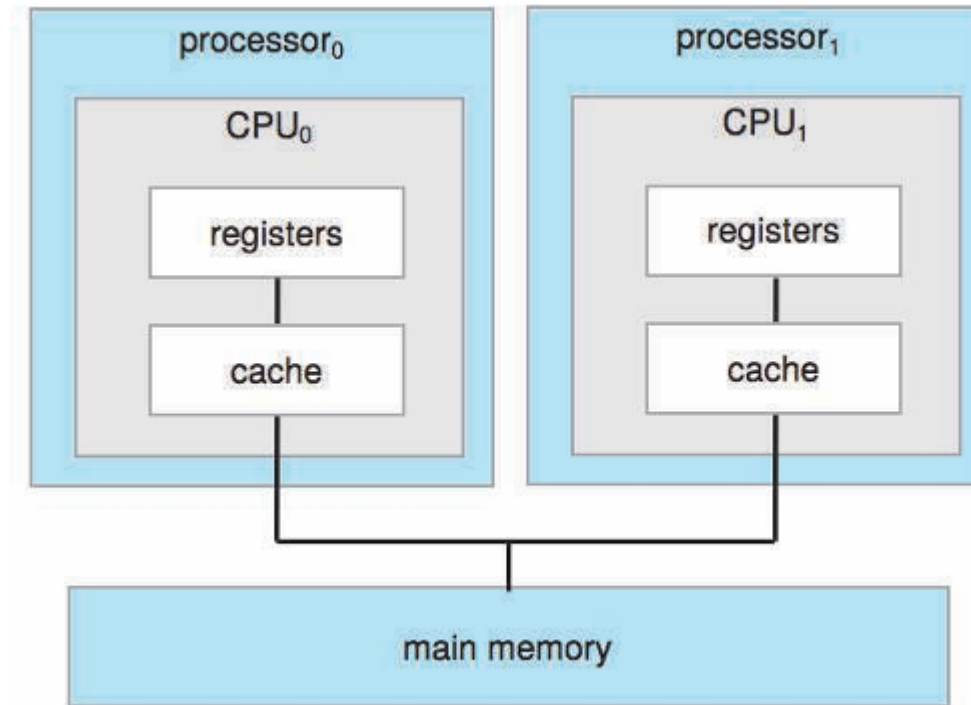 processor₀
CPU₀
registers
cache
processor₁
CPU₁
registers
cache
main memory